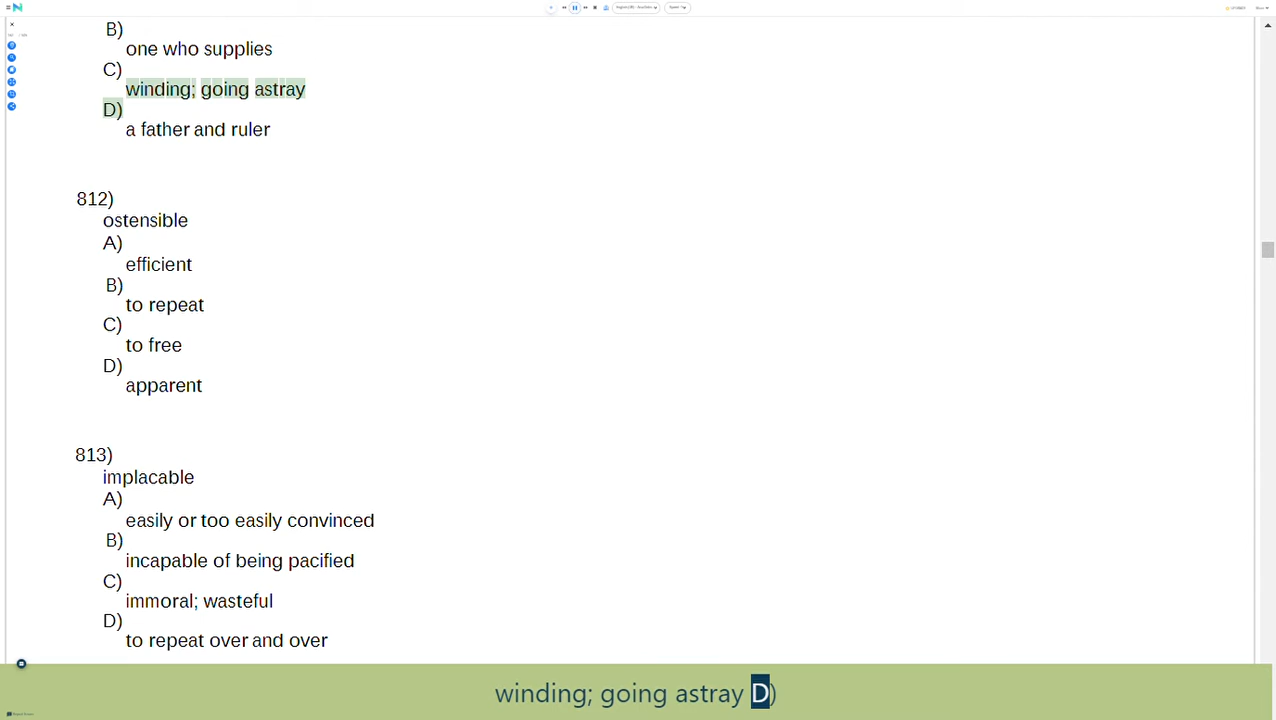 B)
one who supplies
C)
winding; going astray
D)
a father and ruler
812)
ostensible
A)
efficient
B)
to repeat
C)
to free
D)
apparent
813)
implacable
A)
easily or too easily convinced
B)
incapable of being pacified
C)
immoral; wasteful
D)
to repeat over and over
winding; going astray D)